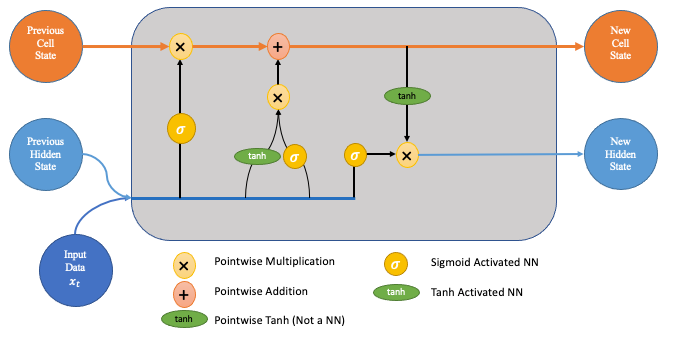 Previous
Cell
State
New
Cell
State
×
+
×
tanh
σ
Previous
Hidden
State
tanh
σ
σ
×
New
Hidden
State
Input
Data
xₜ
× Pointwise Multiplication
σ Sigmoid Activated NN
+ Pointwise Addition
tanh Tanh Activated NN
tanh Pointwise Tanh (Not a NN)